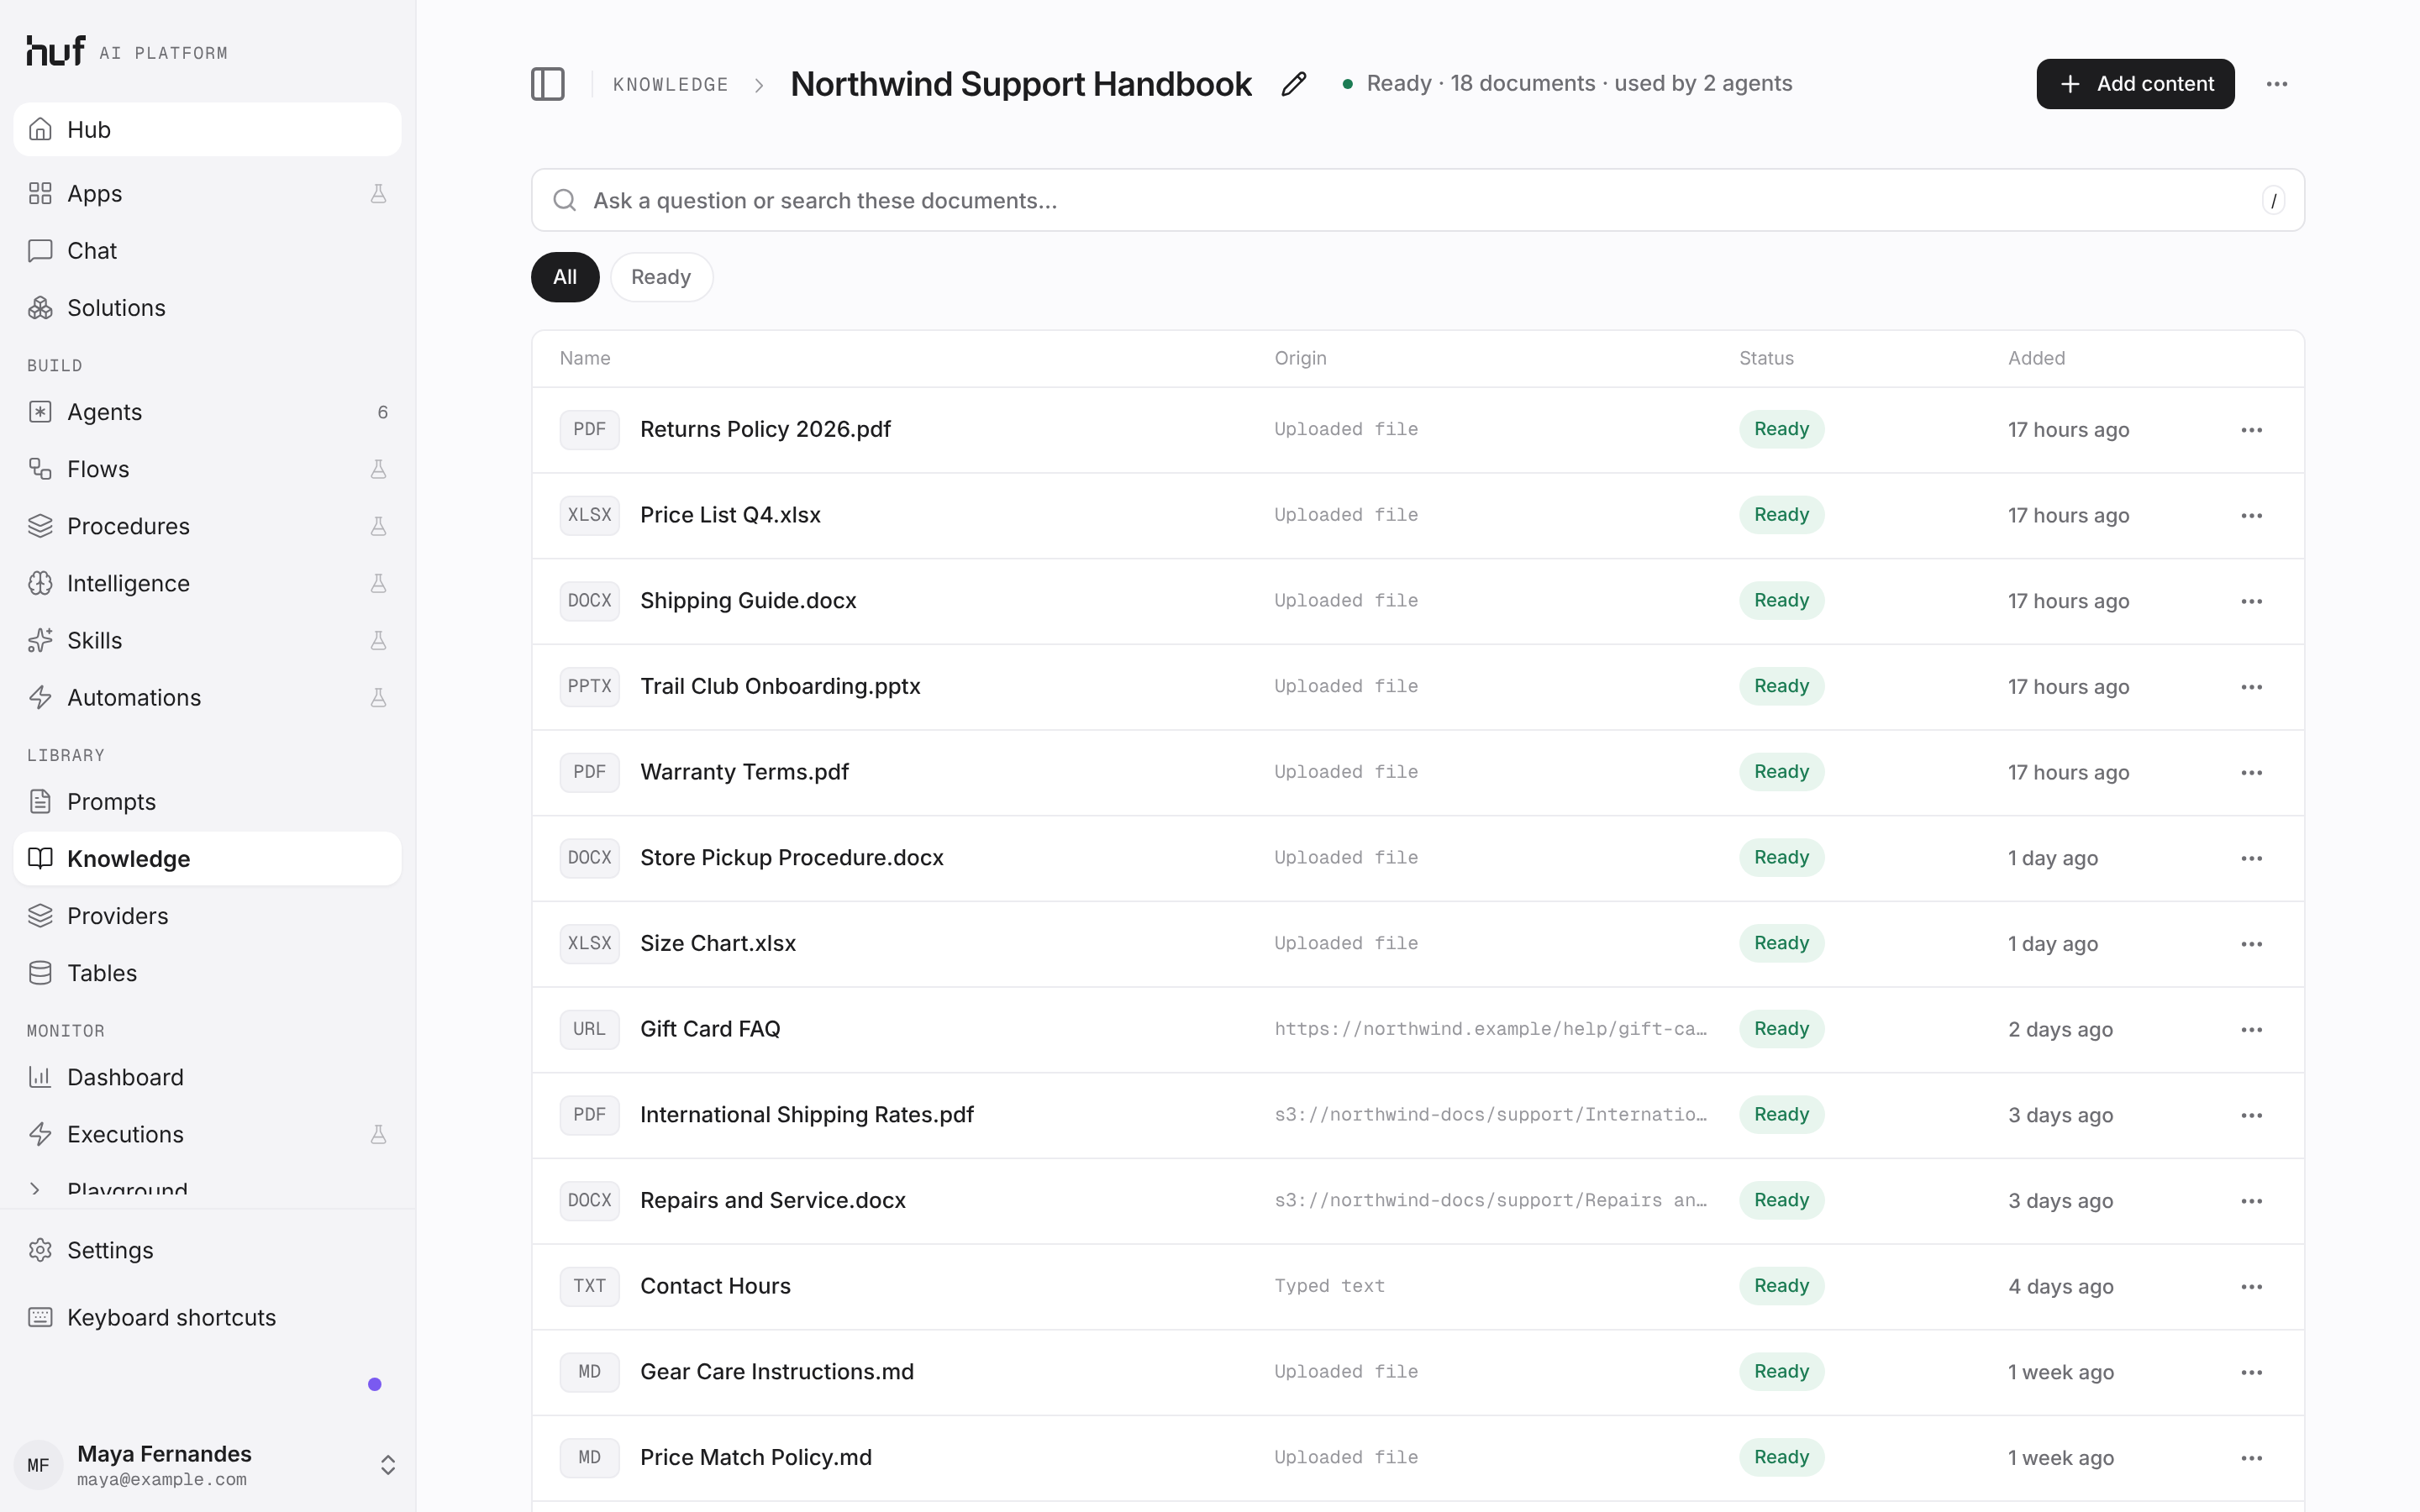 huf AI PLATFORM
Hub
Apps
Chat
Solutions
BUILD
Agents 6
Flows
Procedures
Intelligence
Skills
Automations
LIBRARY
Prompts
Knowledge
Providers
Tables
MONITOR
Dashboard
Executions
Playground
Settings
Keyboard shortcuts
MF Maya Fernandes
maya@example.com
KNOWLEDGE Northwind Support Handbook Ready · 18 documents · used by 2 agents + Add content
Ask a question or search these documents... /
All Ready
Name Origin Status Added
PDF Returns Policy 2026.pdf Uploaded file Ready 17 hours ago
XLSX Price List Q4.xlsx Uploaded file Ready 17 hours ago
DOCX Shipping Guide.docx Uploaded file Ready 17 hours ago
PPTX Trail Club Onboarding.pptx Uploaded file Ready 17 hours ago
PDF Warranty Terms.pdf Uploaded file Ready 17 hours ago
DOCX Store Pickup Procedure.docx Uploaded file Ready 1 day ago
XLSX Size Chart.xlsx Uploaded file Ready 1 day ago
URL Gift Card FAQ https://northwind.example/help/gift-ca… Ready 2 days ago
PDF International Shipping Rates.pdf s3://northwind-docs/support/Internatio… Ready 3 days ago
DOCX Repairs and Service.docx s3://northwind-docs/support/Repairs an… Ready 3 days ago
TXT Contact Hours Typed text Ready 4 days ago
MD Gear Care Instructions.md Uploaded file Ready 1 week ago
MD Price Match Policy.md Uploaded file Ready 1 week ago